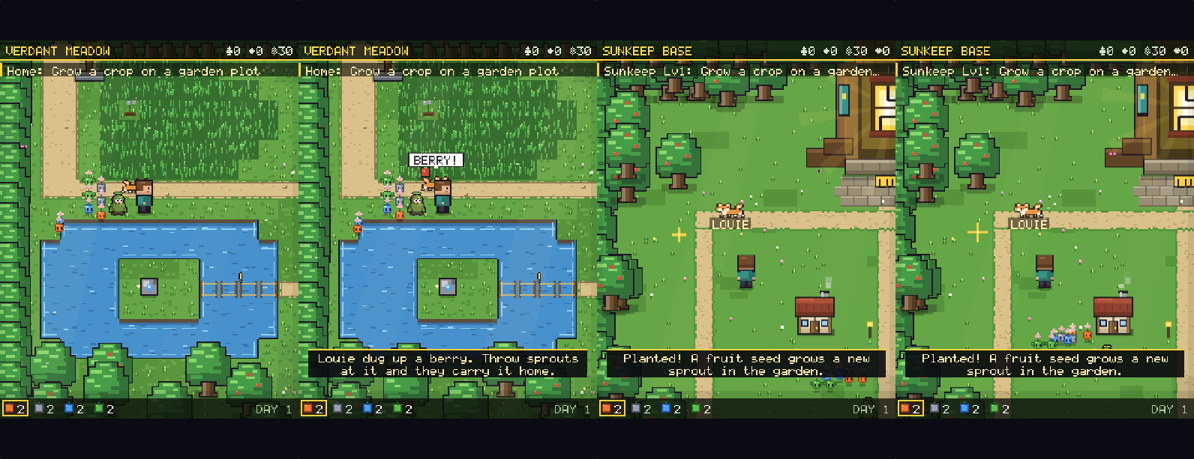 VERDANT MEADOW
0 0 $30
Home: Grow a crop on a garden plot
2 2 2 2
DAY 1
VERDANT MEADOW
0 0 $30
Home: Grow a crop on a garden plot
BERRY!
Louie dug up a berry. Throw sprouts
at it and they carry it home.
2 2 2 2
DAY 1
SUNKEEP BASE
0 0 $30 0
Sunkeep Lv1: Grow a crop on a garden…
LOUIE
Planted! A fruit seed grows a new
sprout in the garden.
2 2 2 2
DAY 1
SUNKEEP BASE
0 0 $30 0
Sunkeep Lv1: Grow a crop on a garden…
LOUIE
Planted! A fruit seed grows a new
sprout in the garden.
2 2 2 2
DAY 1